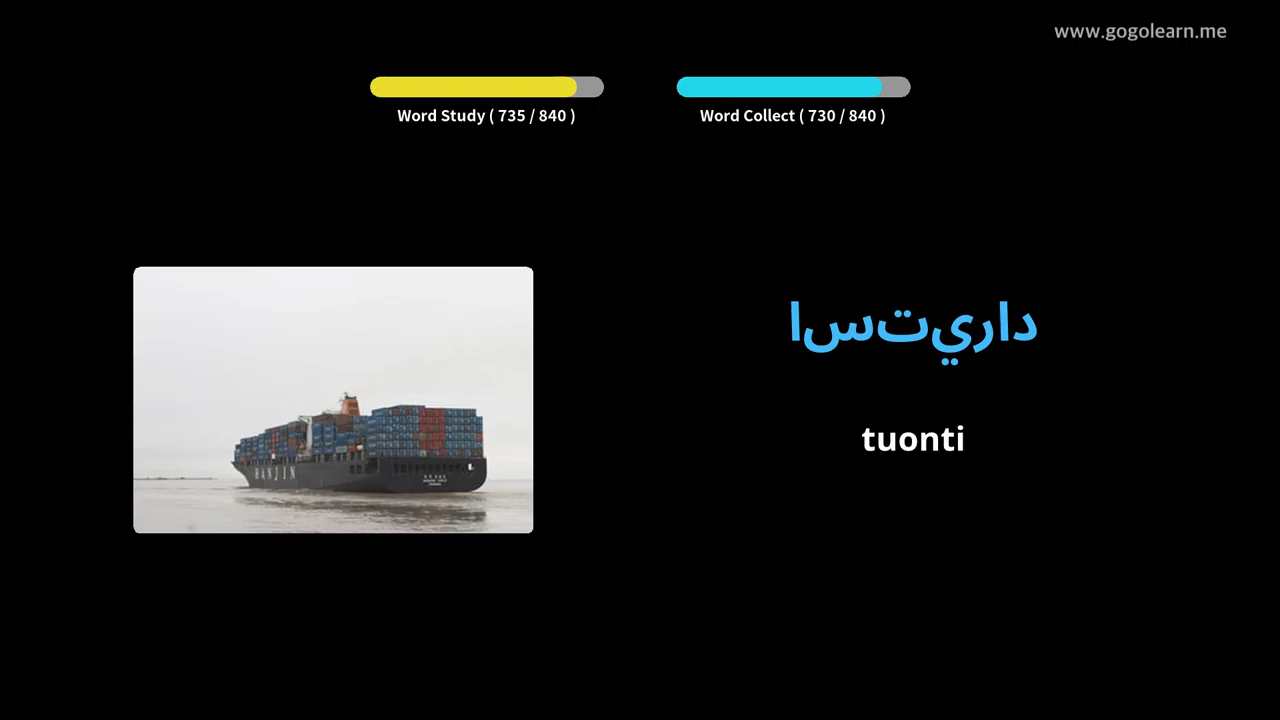 www.gogolearn.me
Word Study ( 735 / 840 )
Word Collect ( 730 / 840 )
استيراد
tuonti
HANJIN